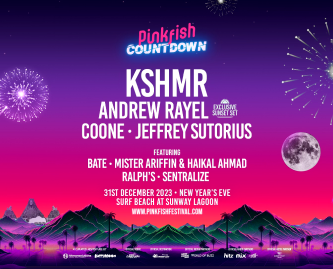 Pinkfish
COUNTDOWN
KSHMR
ANDREW RAYEL
EXCLUSIVE
SUNSET SET
COONE • JEFFREY SUTORIUS
FEATURING
BATE • MISTER ARIFFIN & HAIKAL AHMAD
RALPH'S • SENTRALIZE
31ST DECEMBER 2023 • NEW YEAR'S EVE
SURF BEACH AT SUNWAY LAGOON
WWW.PINKFISHFESTIVAL.COM